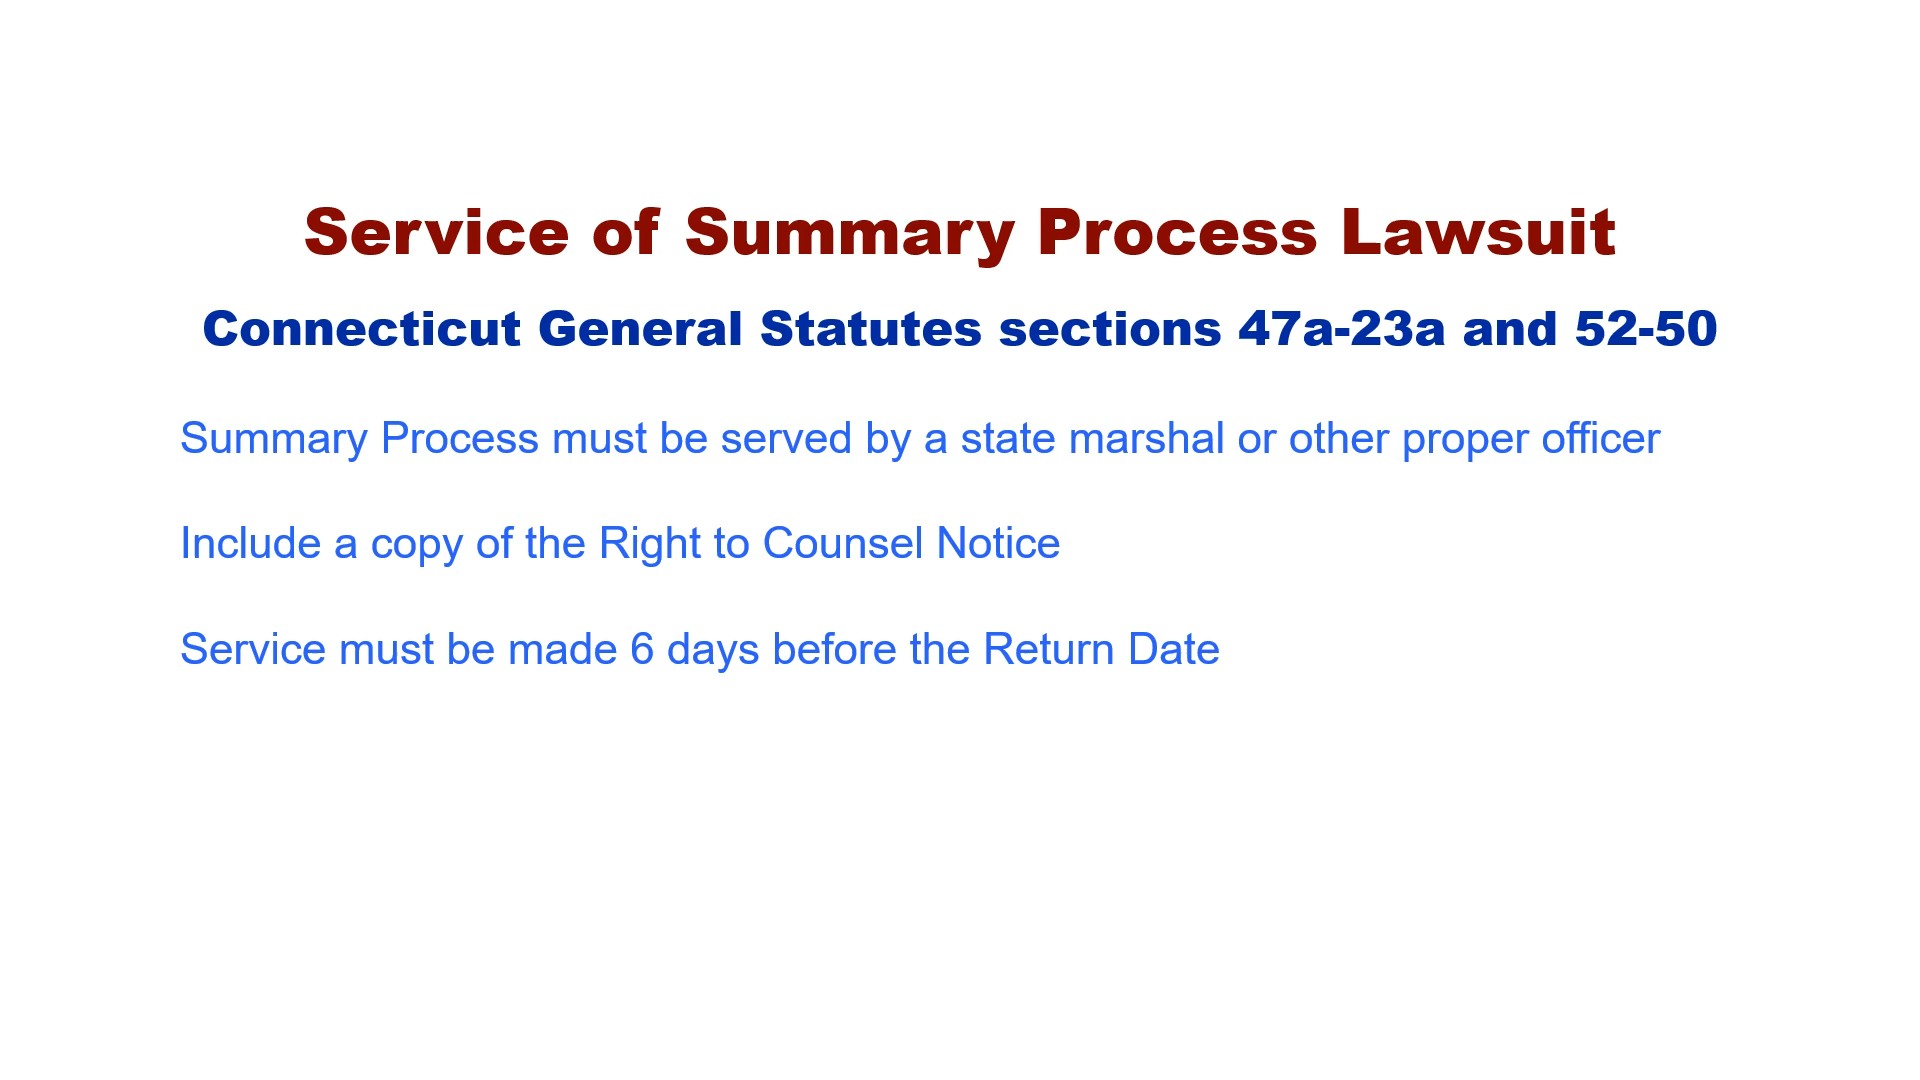 Service of Summary Process Lawsuit
Connecticut General Statutes sections 47a-23a and 52-50
Summary Process must be served by a state marshal or other proper officer
Include a copy of the Right to Counsel Notice
Service must be made 6 days before the Return Date